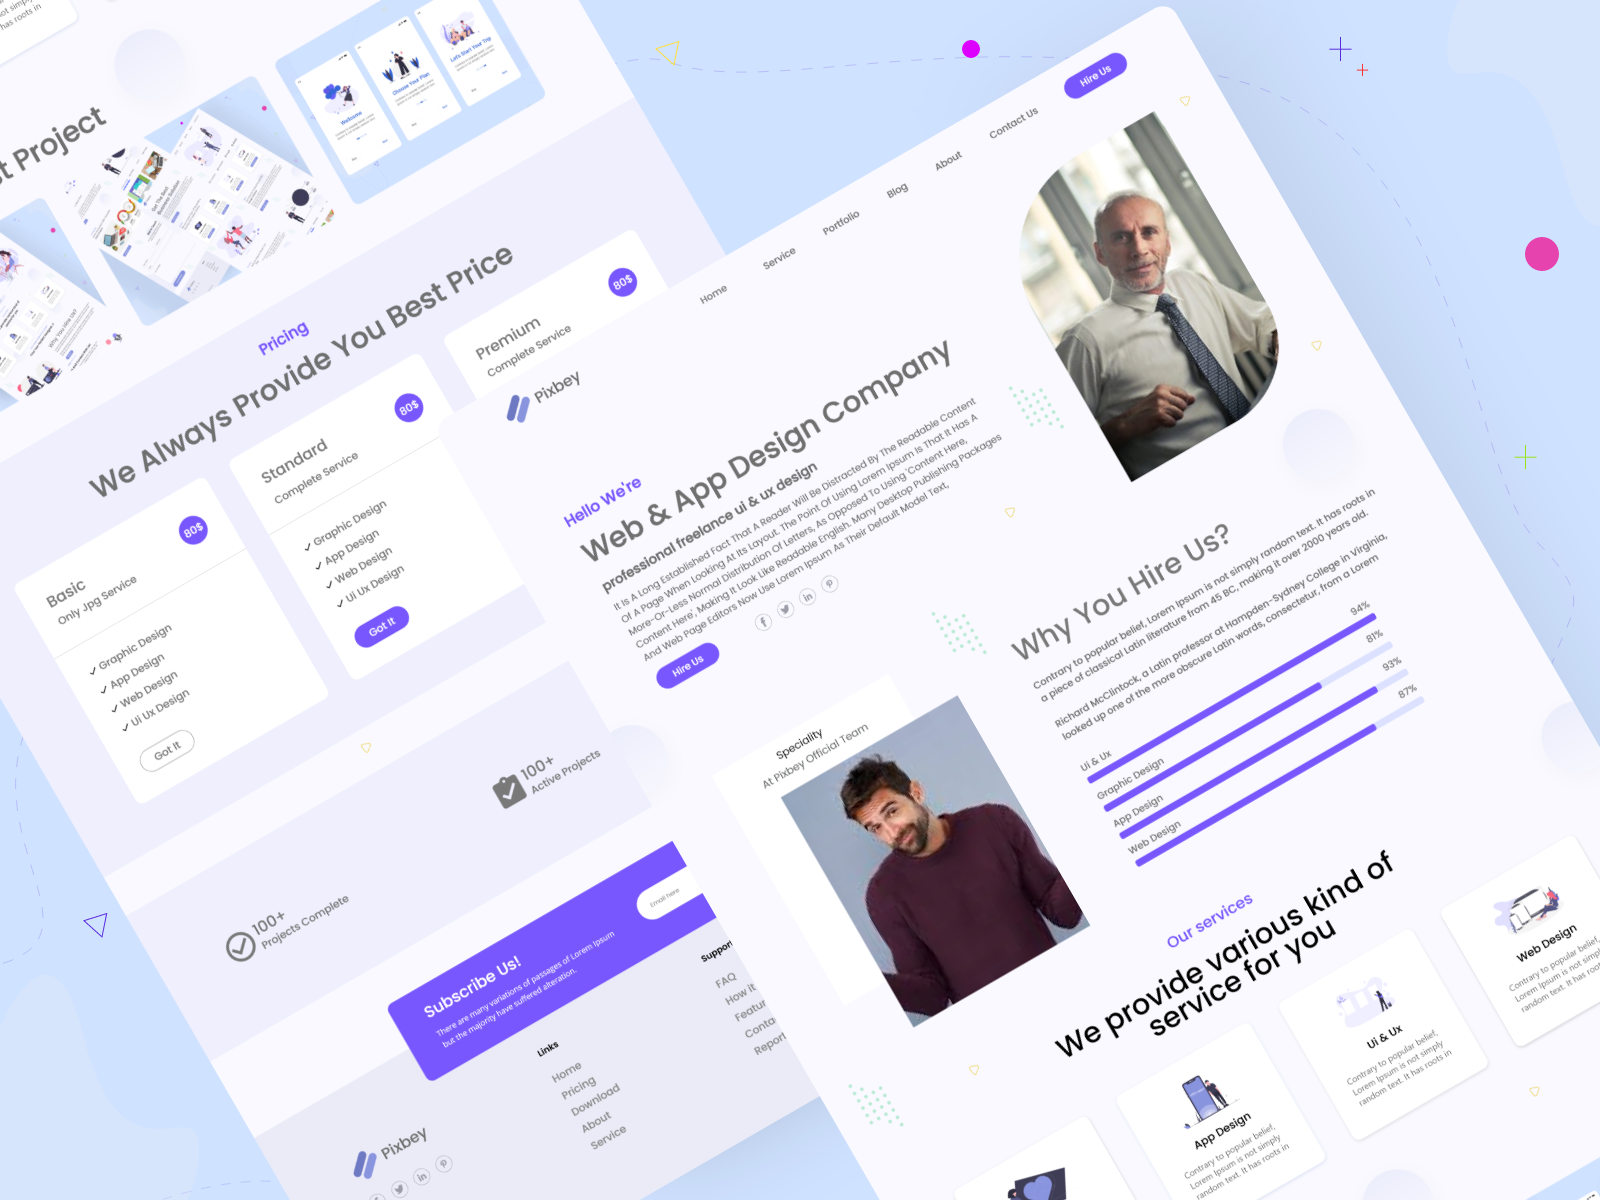 not simply
has roots in
st Project
Welcome
Choose Your Plan
Let's Start Your Trip
Pricing
We Always Provide You Best Price
Basic
Only Jpg Service
80$
Graphic Design
App Design
Web Design
Ui Ux Design
Got It
Standard
Complete Service
80$
Graphic Design
App Design
Web Design
Ui Ux Design
Got It
Premium
Complete Service
80$
100+
Projects Complete
100+
Active Projects
Subscribe Us!
There are many variations of passages of Lorem Ipsum
but the majority have suffered alteration.
Email here
Pixbey
Links
Home
Pricing
Download
About
Service
Support
FAQ
How it
Featur
Conta
Report
Pixbey
Home
Service
Portfolio
Blog
About
Contact Us
Hire Us
Hello We're
Web & App Design Company
professional freelance ui & ux design
It Is A Long Established Fact That A Reader Will Be Distracted By The Readable Content
Of A Page When Looking At Its Layout. The Point Of Using Lorem Ipsum Is That It Has A
More-Or-Less Normal Distribution Of Letters, As Opposed To Using 'Content Here,
Content Here', Making It Look Like Readable English. Many Desktop Publishing Packages
And Web Page Editors Now Use Lorem Ipsum As Their Default Model Text,
Hire Us
Speciality
At Pixbey Official Team
Why You Hire Us?
Contrary to popular belief, Lorem Ipsum is not simply random text. It has roots in
a piece of classical Latin literature from 45 BC, making it over 2000 years old.
Richard McClintock, a Latin professor at Hampden-Sydney College in Virginia,
looked up one of the more obscure Latin words, consectetur, from a Lorem
Ui & Ux
94%
Graphic Design
81%
App Design
93%
Web Design
87%
Our services
We provide various kind of
service for you
App Design
Contrary to popular belief,
Lorem Ipsum is not simply
random text. It has roots in
Ui & Ux
Contrary to popular belief,
Lorem Ipsum is not simply
random text. It has roots in
Web Design
Contrary to popular belief,
Lorem Ipsum is not simply
random text. It has roots in